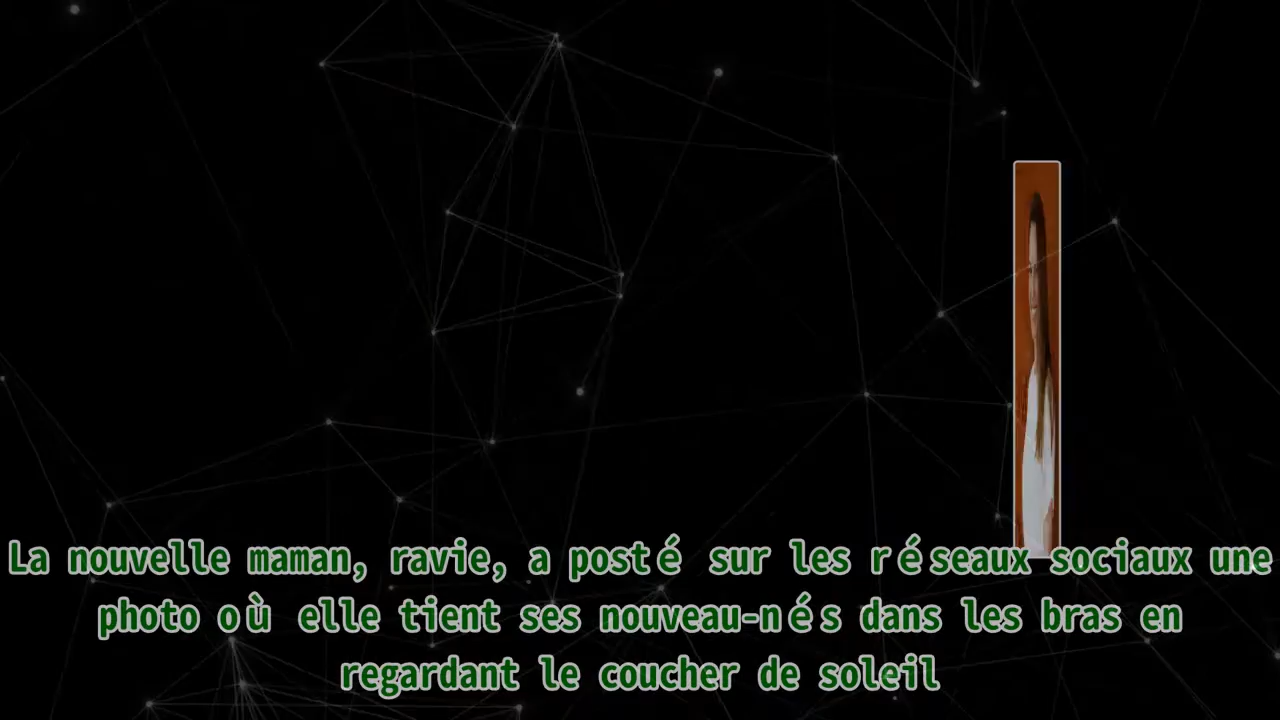 La nouvelle maman, ravie, a posté sur les réseaux sociaux une
photo où elle tient ses nouveau-nés dans les bras en
regardant le coucher de soleil